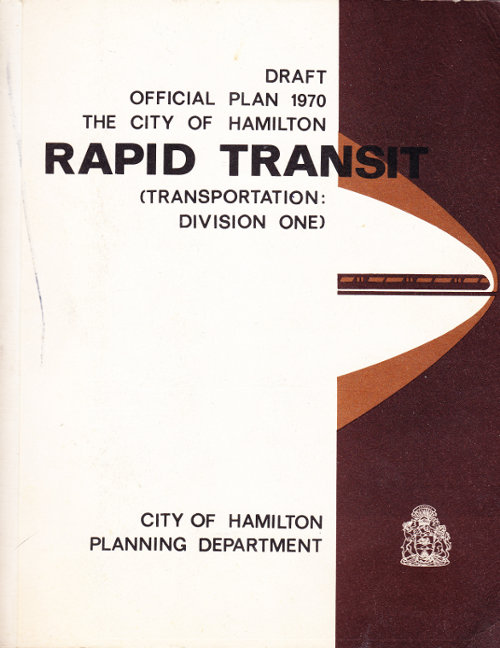 DRAFT
OFFICIAL PLAN 1970
THE CITY OF HAMILTON
RAPID TRANSIT
(TRANSPORTATION:
DIVISION ONE)
CITY OF HAMILTON
PLANNING DEPARTMENT